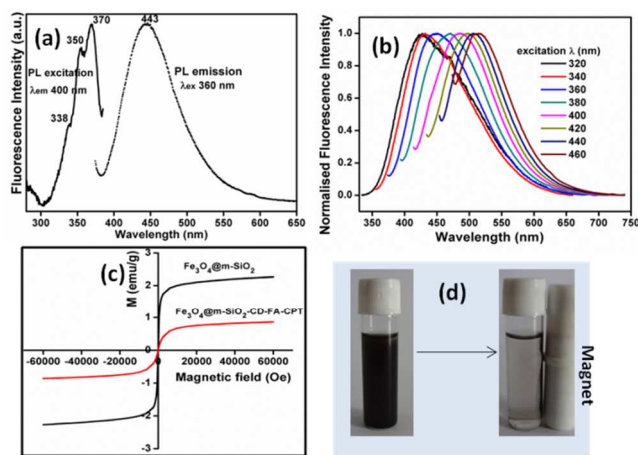 (a)
338
350
370
443
PL excitation
λem 400 nm
PL emission
λex 360 nm
Fluorescence Intensity (a.u.)
300 350 400 450 500 550 600 650
Wavelength (nm)
(b)
excitation λ (nm)
320
340
360
380
400
420
440
460
Normalised Fluorescence Intensity
1.0
0.8
0.6
0.4
0.2
0.0
350 400 450 500 550 600 650 700 750
Wavelength (nm)
(c)
M (emu/g)
3
2
1
0
-1
-2
-3
Fe3O4@m-SiO2
Fe3O4@m-SiO2-CD-FA-CPT
-60000 -40000 -20000 0 20000 40000 60000
Magnetic field (Oe)
(d)
Magnet